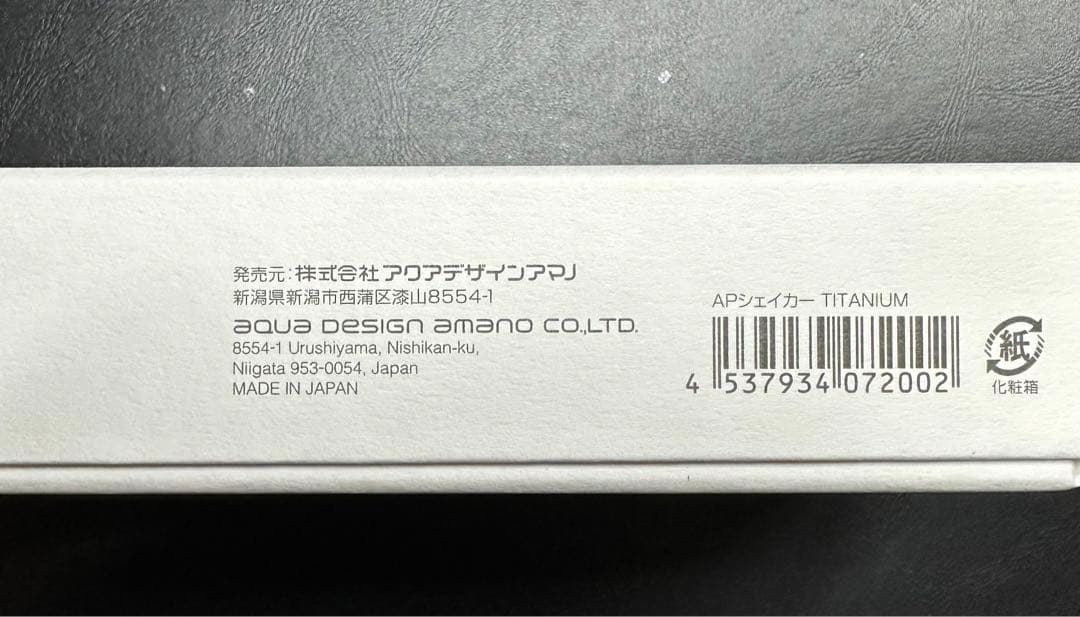 発売元:株式会社アクアデザインアマノ
新潟県新潟市西蒲区漆山8554-1
aqua Design amano CO.,LTD.
8554-1 Urushiyama, Nishikan-ku,
Niigata 953-0054, Japan
MADE IN JAPAN
APシェイカー TITANIUM
4 537934 072002
紙
化粧箱